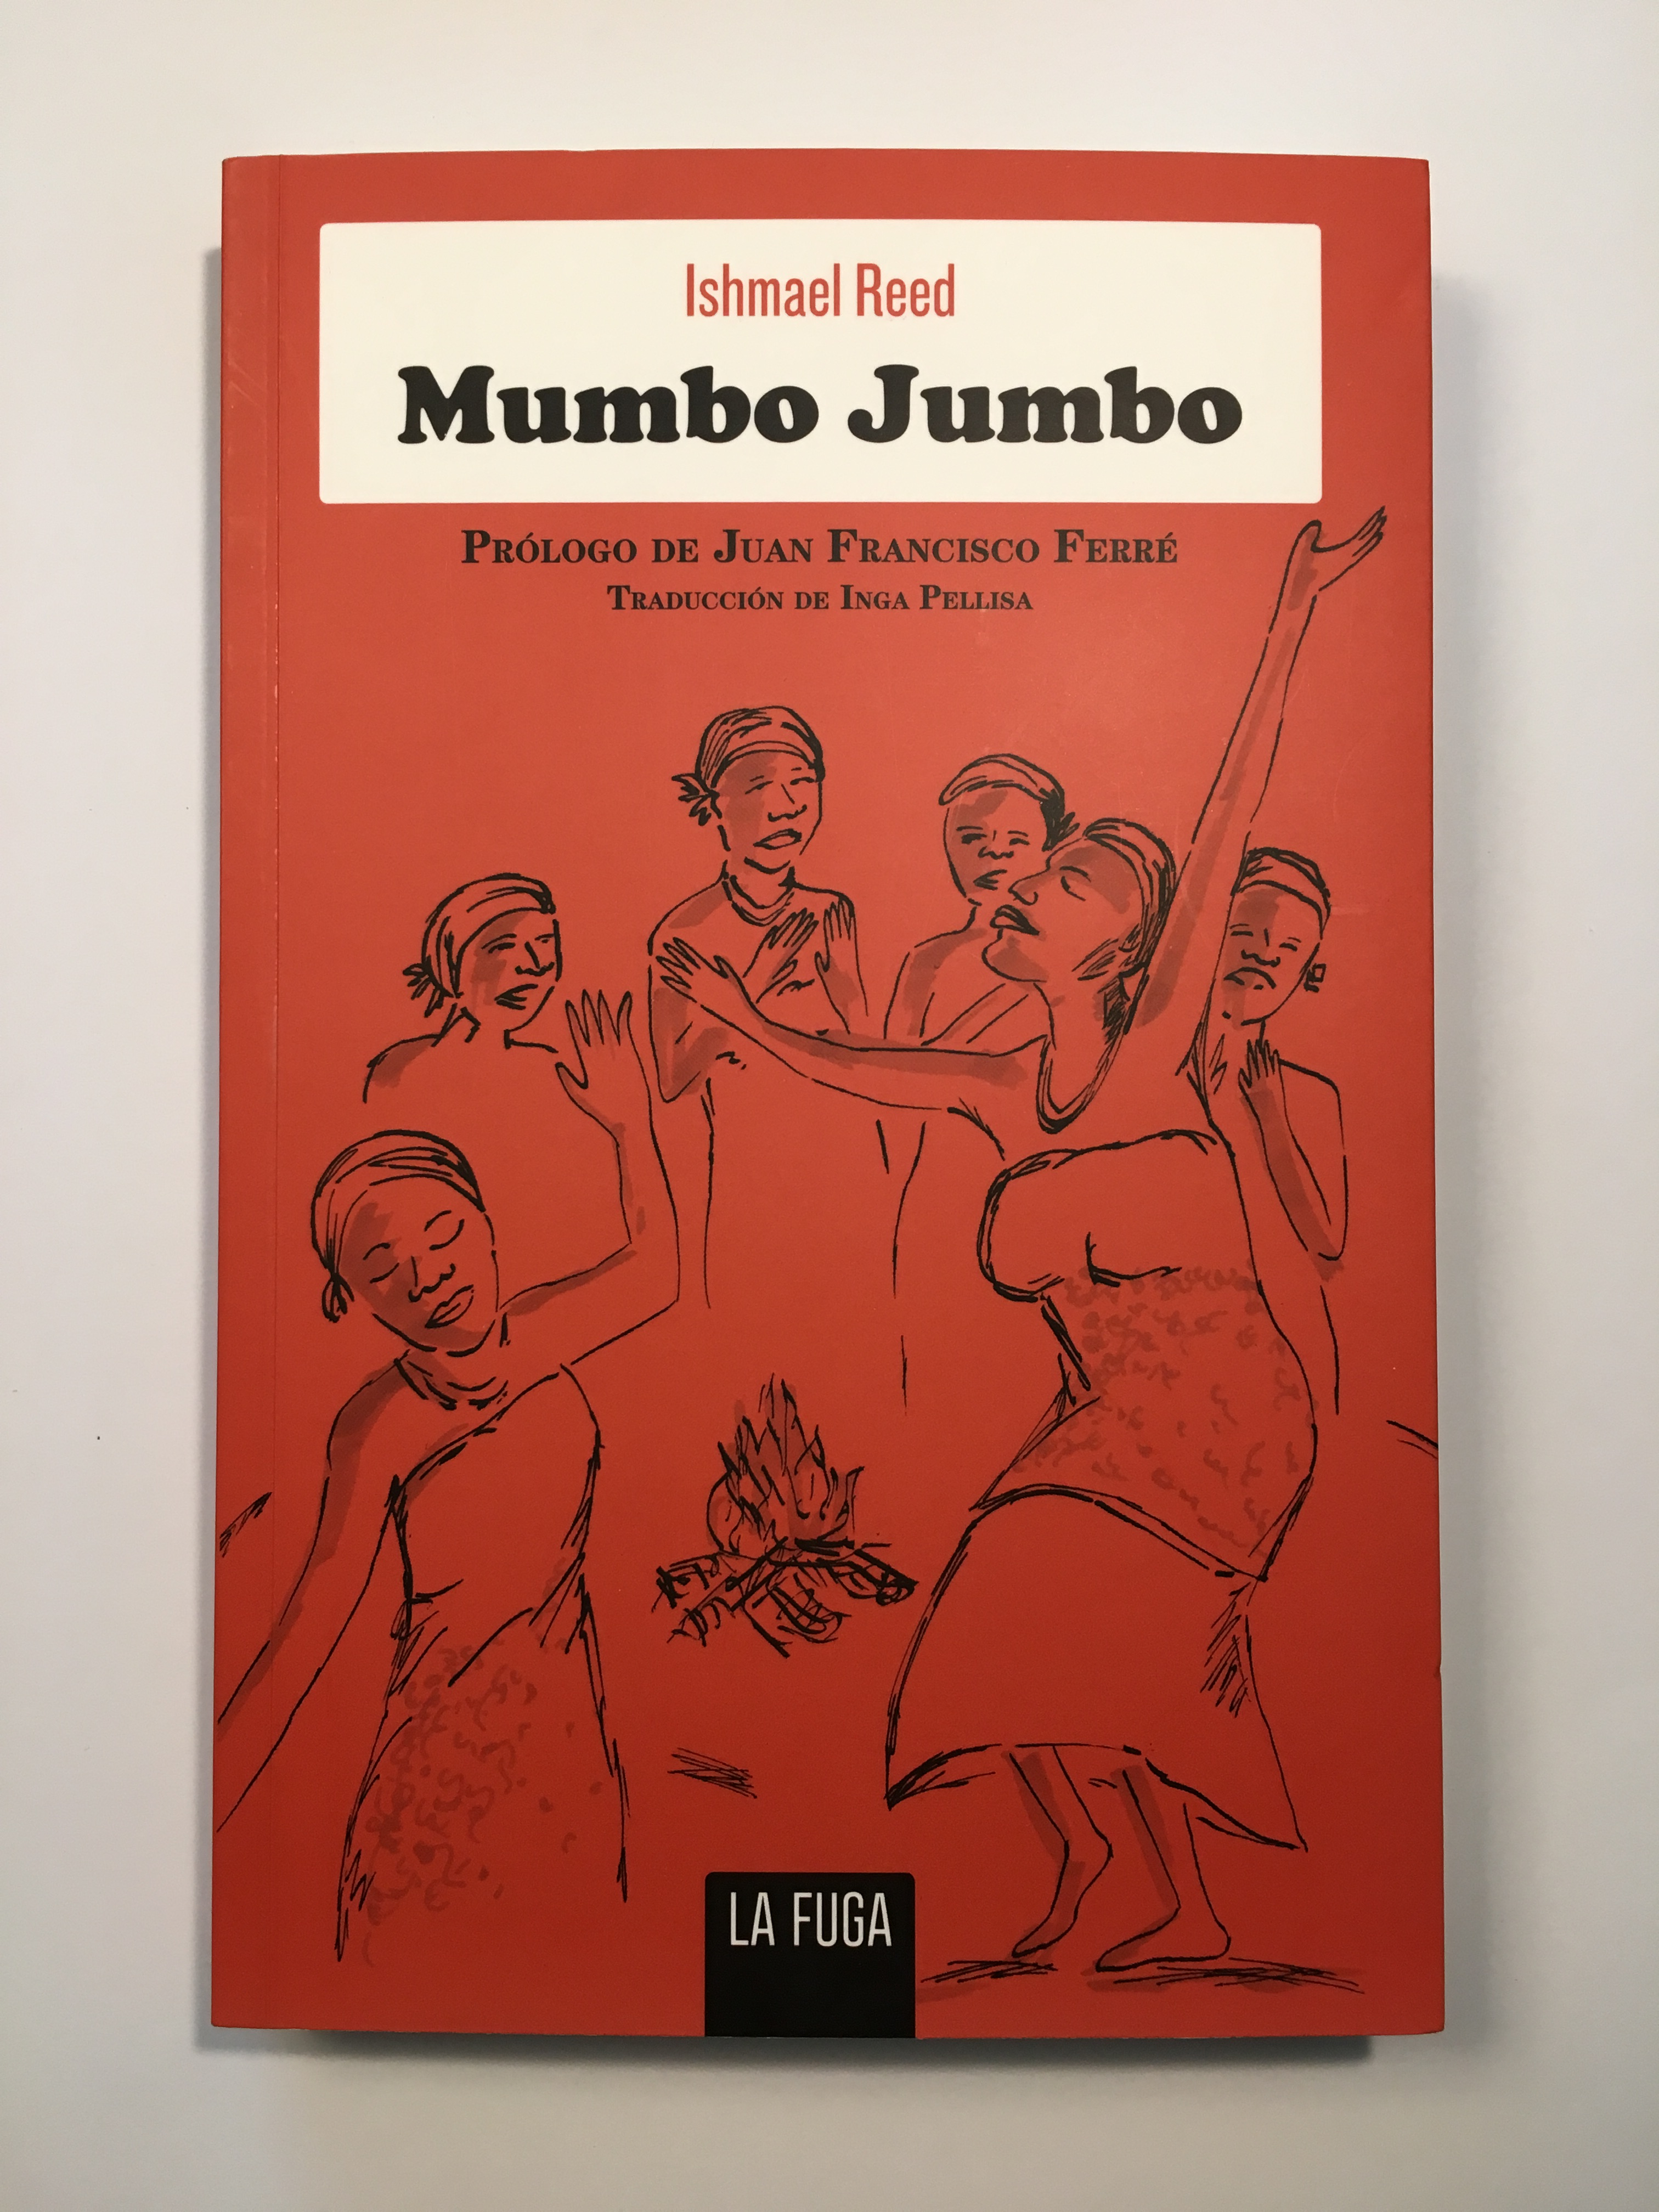 Ishmael Reed
Mumbo Jumbo
Prólogo de Juan Francisco Ferré
Traducción de Inga Pellisa
LA FUGA